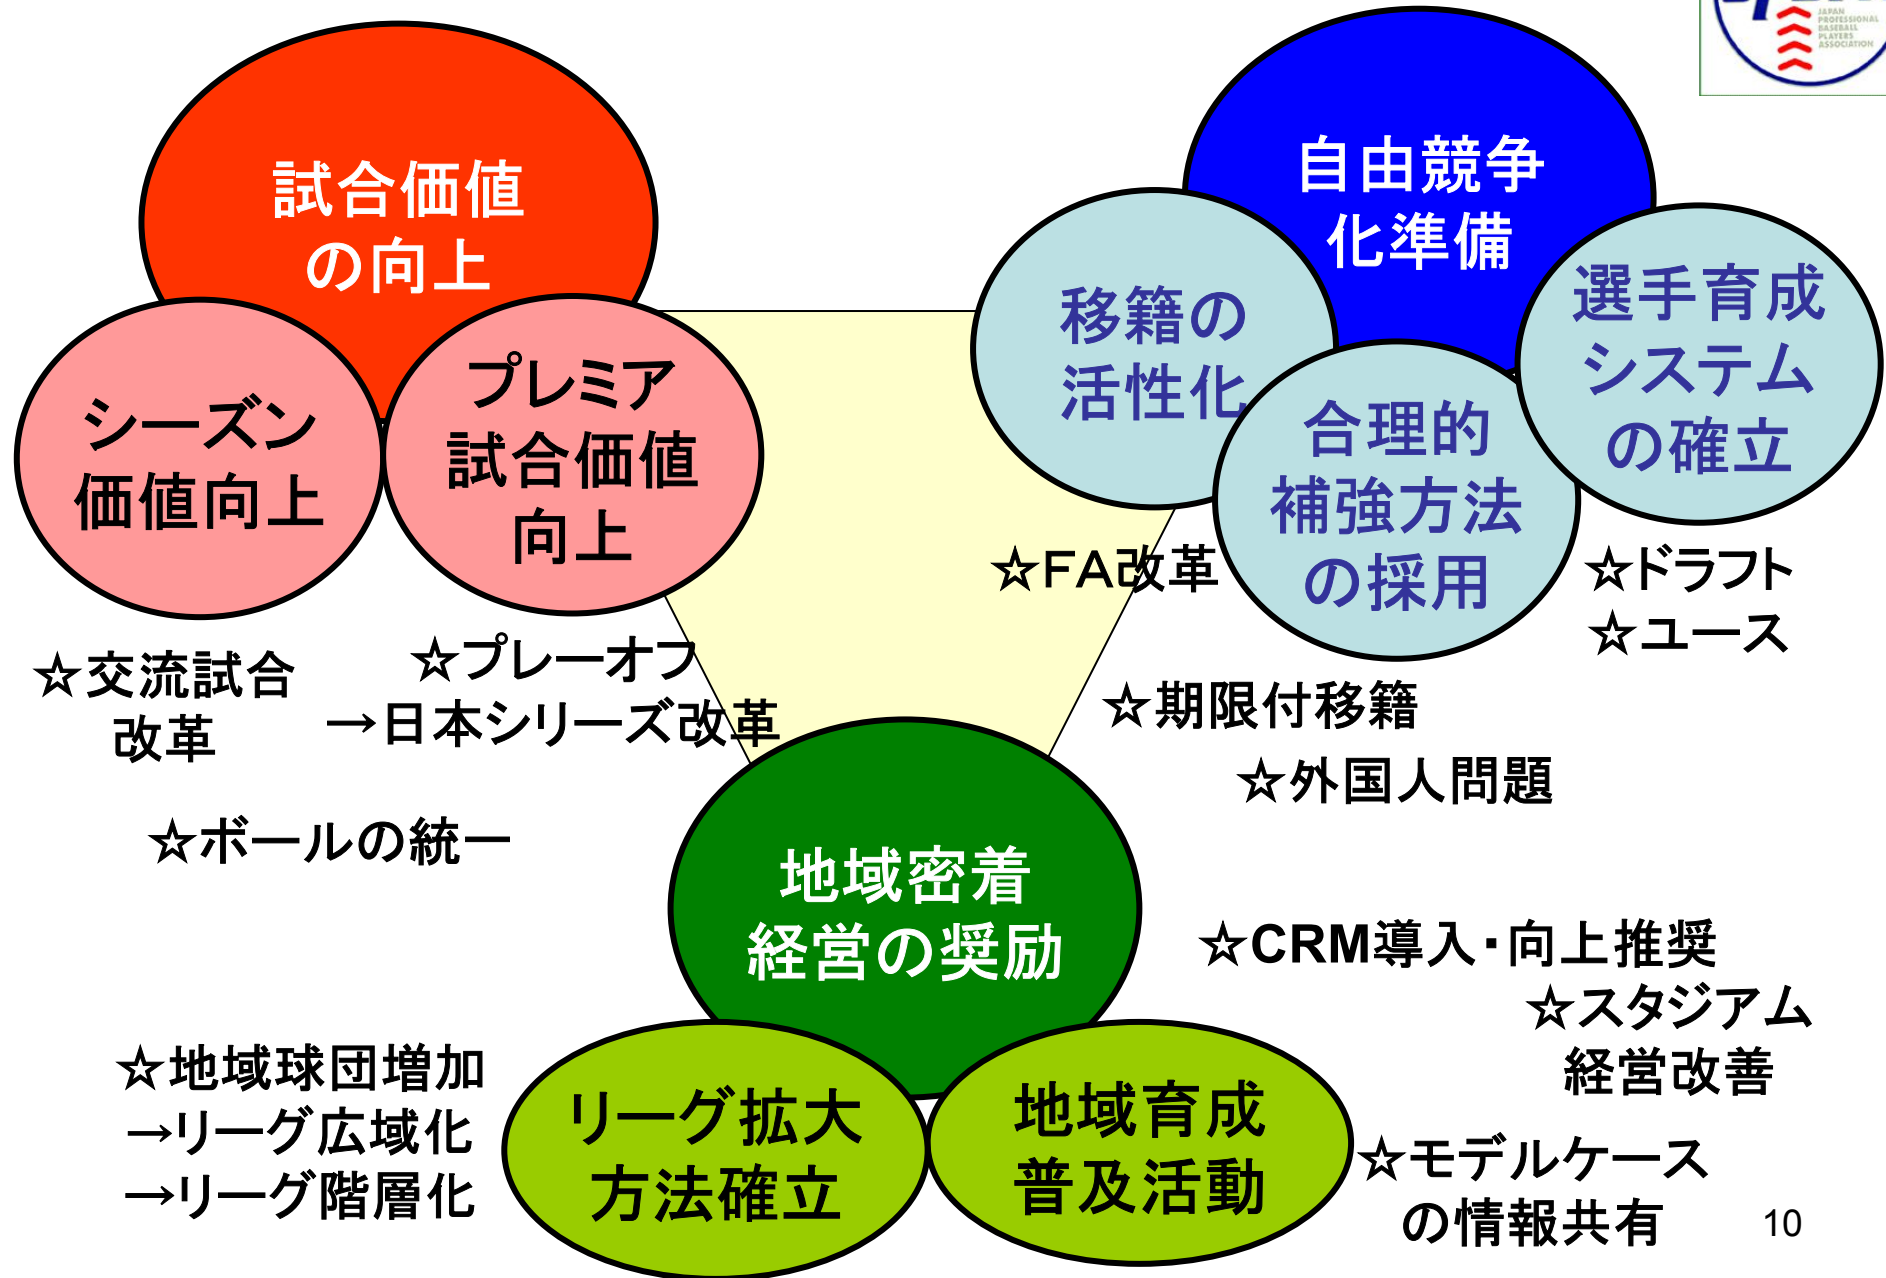 JAPAN
PROFESSIONAL
BASEBALL
PLAYERS
ASSOCIATION
試合価値
の向上
シーズン
価値向上
プレミア
試合価値
向上
☆交流試合
改革
☆プレーオフ
→日本シリーズ改革
☆ボールの統一
自由競争
化準備
移籍の
活性化
合理的
補強方法
の採用
選手育成
システム
の確立
☆FA改革
☆ドラフト
☆ユース
☆期限付移籍
☆外国人問題
地域密着
経営の奨励
リーグ拡大
方法確立
地域育成
普及活動
☆地域球団増加
→リーグ広域化
→リーグ階層化
☆CRM導入・向上推奨
☆スタジアム
経営改善
☆モデルケース
の情報共有
10